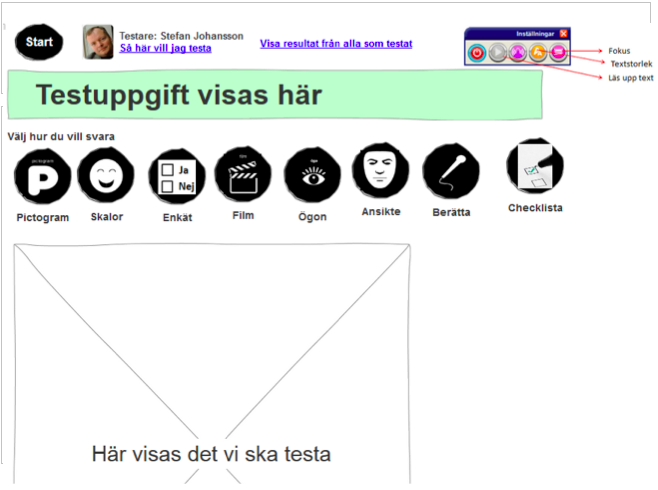 Start
Testare: Stefan Johansson
Så här vill jag testa
Visa resultat från alla som testat
Inställningar
Fokus
Textstorlek
Läs upp text
Testuppgift visas här
Välj hur du vill svara
pictogram
P
Ja
Nej
Pictogram
Skalor
Enkät
Film
Ögon
Ansikte
Berätta
Checklista
Här visas det vi ska testa